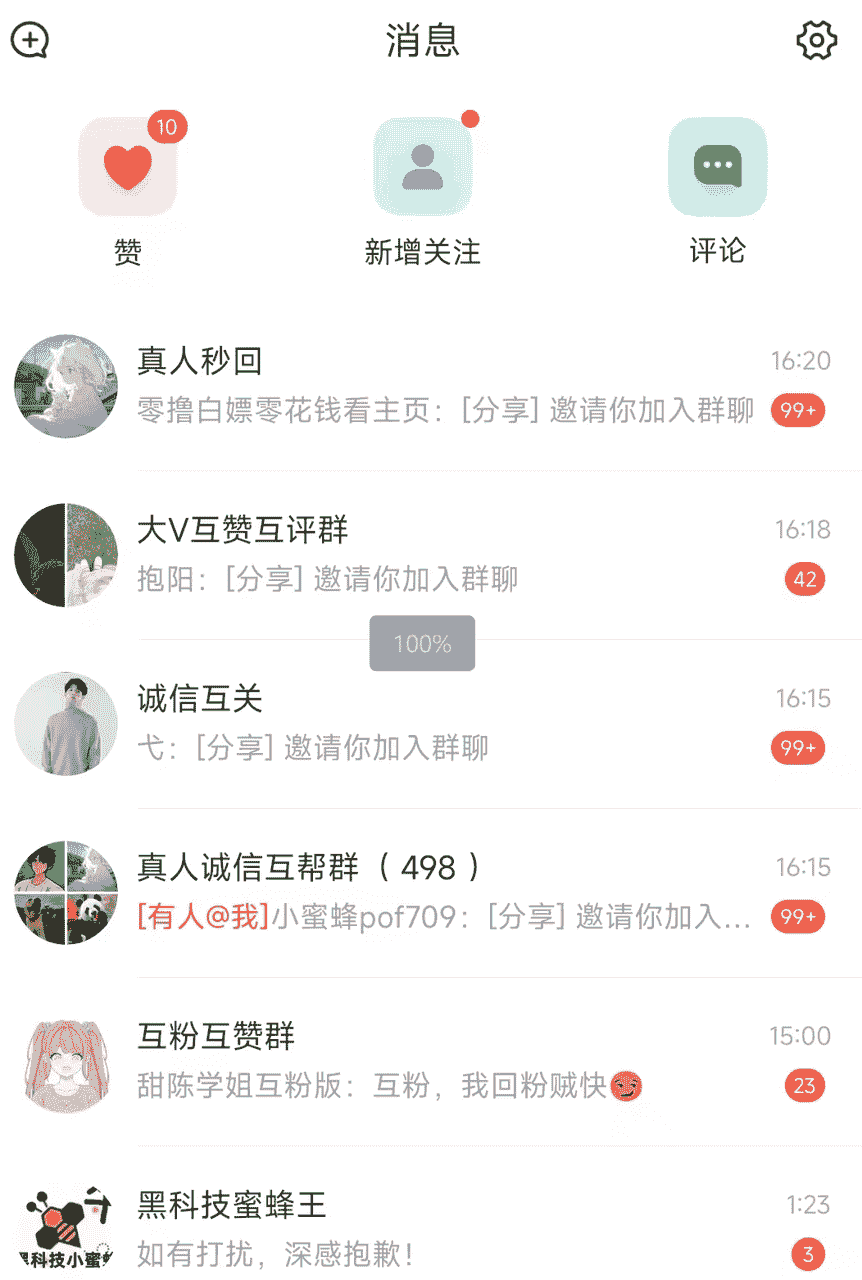 消息
10
赞
新增关注
评论
真人秒回
16:20
零撸白嫖零花钱看主页：[分享] 邀请你加入群聊
99+
大V互赞互评群
16:18
抱阳：[分享] 邀请你加入群聊
42
100%
诚信互关
16:15
弋：[分享] 邀请你加入群聊
99+
真人诚信互帮群（498）
16:15
[有人@我]小蜜蜂pof709：[分享] 邀请你加入...
99+
互粉互赞群
15:00
甜陈学姐互粉版：互粉，我回粉贼快😏
23
黑科技蜜蜂王
1:23
黑科技小蜜蜂
如有打扰，深感抱歉！
3